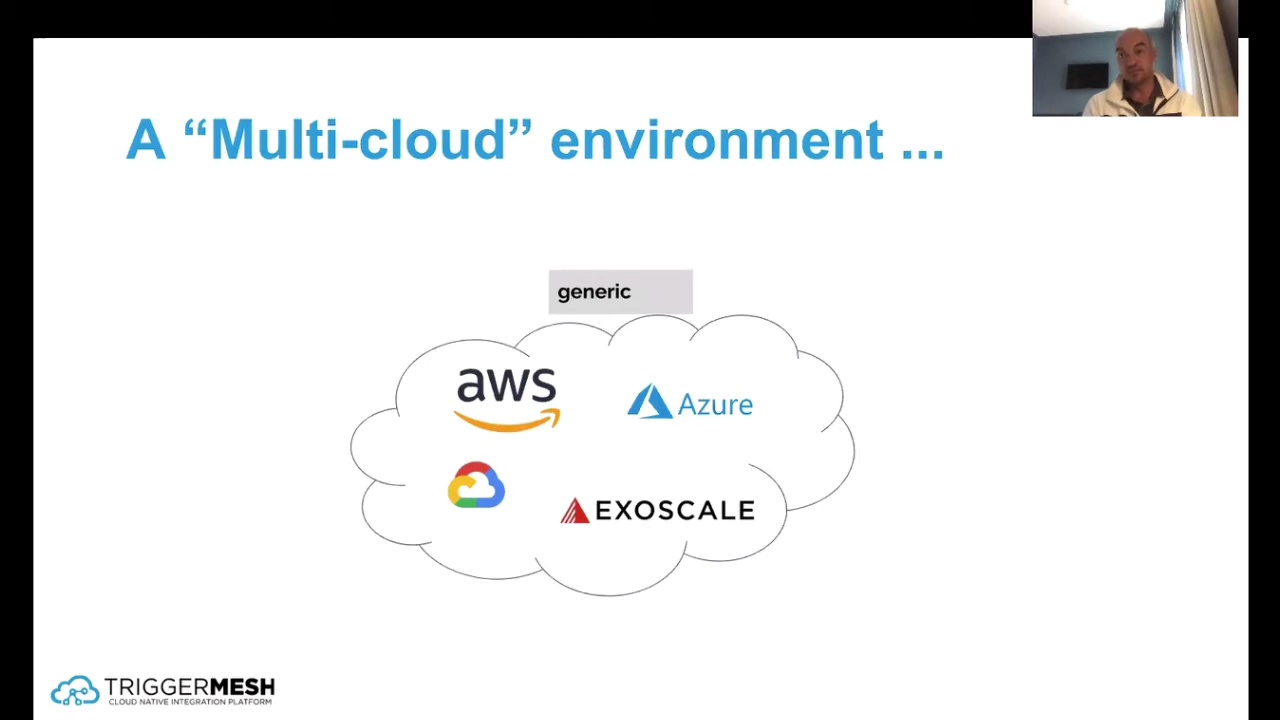 A “Multi-cloud” environment ...
generic
aws
Azure
EXOSCALE
TRIGGERMESH
CLOUD NATIVE INTEGRATION PLATFORM